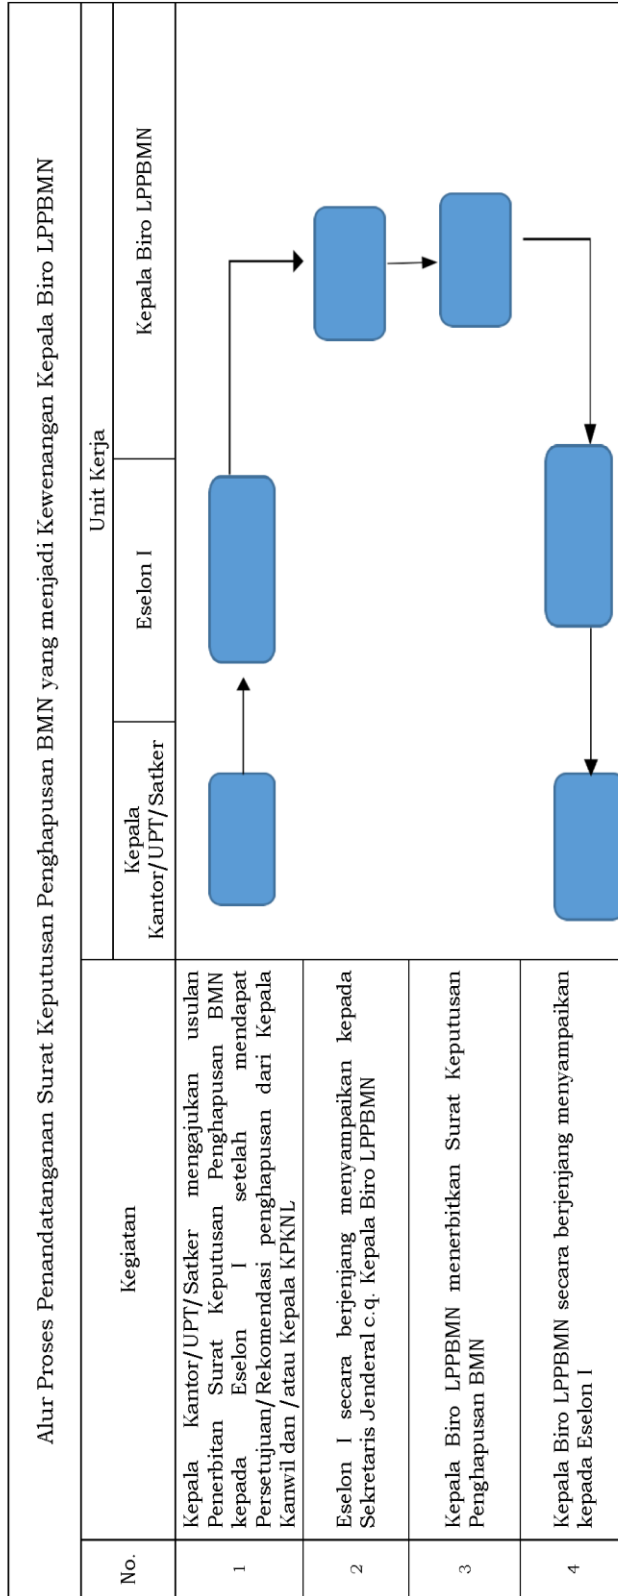 Alur Proses Penandatanganan Surat Keputusan Penghapusan BMN yang menjadi Kewenangan Kepala Biro LPPBMN
No.
Kegiatan
Unit Kerja
Kepala
Kantor/UPT/Satker
Eselon I
Kepala Biro LPPBMN
1
Kepala Kantor/UPT/Satker mengajukan usulan
Penerbitan Surat Keputusan Penghapusan BMN
kepada Eselon I setelah mendapat
Persetujuan/Rekomendasi penghapusan dari Kepala
Kanwil dan /atau Kepala KPKNL
2
Eselon I secara berjenjang menyampaikan kepada
Sekretaris Jenderal c.q. Kepala Biro LPPBMN
3
Kepala Biro LPPBMN menerbitkan Surat Keputusan
Penghapusan BMN
4
Kepala Biro LPPBMN secara berjenjang menyampaikan
kepada Eselon I